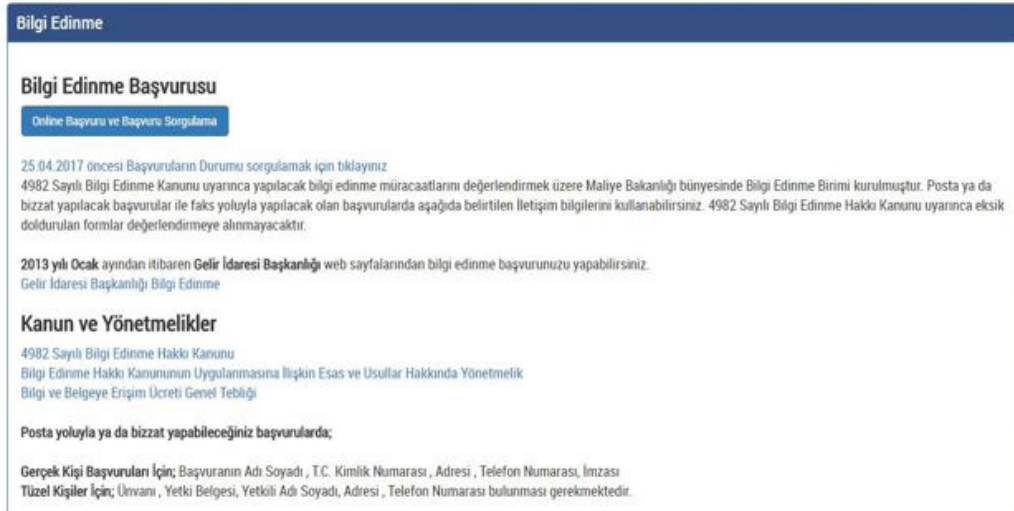 Bilgi Edinme
Bilgi Edinme Başvurusu
Online Başvuru ve Başvuru Sorgulama
25.04.2017 öncesi Başvuruların Durumu sorgulamak için tıklayınız
4982 Sayılı Bilgi Edinme Kanunu uyarınca yapılacak bilgi edinme müracaatlarını değerlendirmek üzere Maliye Bakanlığı bünyesinde Bilgi Edinme Birimi kurulmuştur. Posta ya da
bizzat yapılacak başvurular ile faks yoluyla yapılacak olan başvurularda aşağıda belirtilen İletişim bilgilerini kullanabilirsiniz. 4982 Sayılı Bilgi Edinme Hakkı Kanunu uyarınca eksik
doldurulan formlar değerlendirmeye alınmayacaktır.
2013 yılı Ocak ayından itibaren Gelir İdaresi Başkanlığı web sayfalarından bilgi edinme başvurunuzu yapabilirsiniz.
Gelir İdaresi Başkanlığı Bilgi Edinme
Kanun ve Yönetmelikler
4982 Sayılı Bilgi Edinme Hakkı Kanunu
Bilgi Edinme Hakkı Kanununun Uygulanmasına İlişkin Esas ve Usullar Hakkında Yönetmelik
Bilgi ve Belgeye Erişim Ücreti Genel Tebliği
Posta yoluyla ya da bizzat yapabileceğiniz başvurularda;
Gerçek Kişi Başvuruları İçin; Başvuranın Adı Soyadı , T.C. Kimlik Numarası , Adresi , Telefon Numarası, İmzası
Tüzel Kişiler İçin; Ünvanı , Yetki Belgesi, Yetkili Adı Soyadı, Adresi , Telefon Numarası bulunması gerekmektedir.